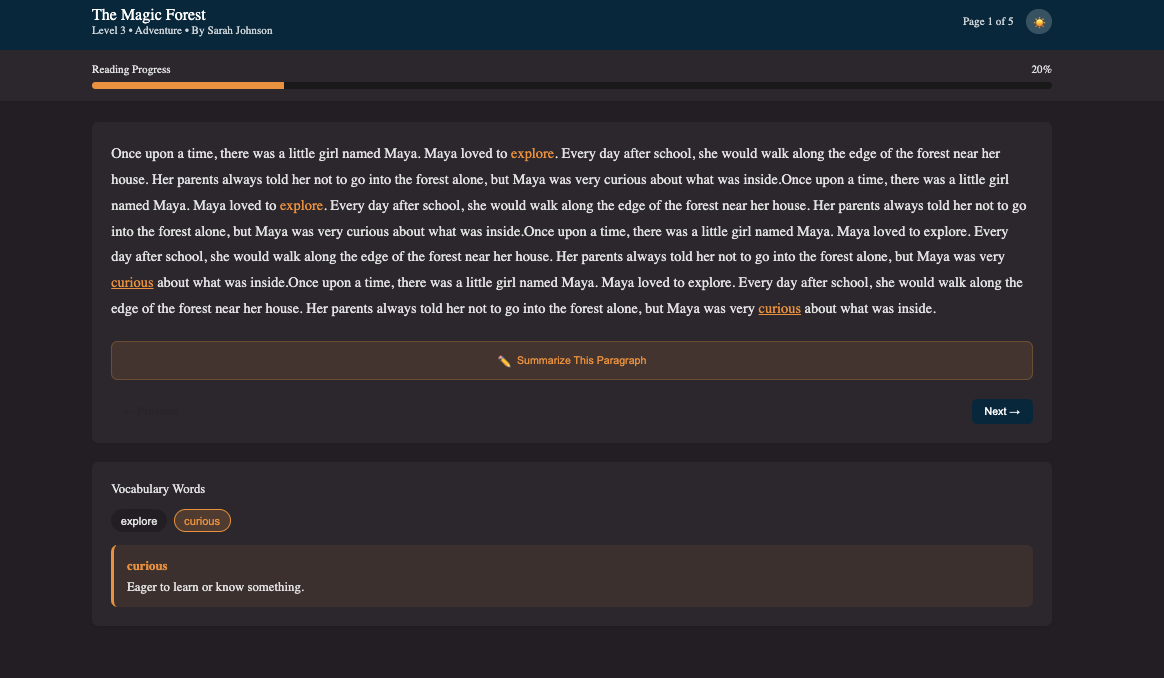 The Magic Forest
Level 3 • Adventure • By Sarah Johnson
Page 1 of 5
Reading Progress
20%
Once upon a time, there was a little girl named Maya. Maya loved to explore. Every day after school, she would walk along the edge of the forest near her
house. Her parents always told her not to go into the forest alone, but Maya was very curious about what was inside.Once upon a time, there was a little girl
named Maya. Maya loved to explore. Every day after school, she would walk along the edge of the forest near her house. Her parents always told her not to go
into the forest alone, but Maya was very curious about what was inside.Once upon a time, there was a little girl named Maya. Maya loved to explore. Every
day after school, she would walk along the edge of the forest near her house. Her parents always told her not to go into the forest alone, but Maya was very
curious about what was inside.Once upon a time, there was a little girl named Maya. Maya loved to explore. Every day after school, she would walk along the
edge of the forest near her house. Her parents always told her not to go into the forest alone, but Maya was very curious about what was inside.
Summarize This Paragraph
Next →
Vocabulary Words
explore
curious
curious
Eager to learn or know something.